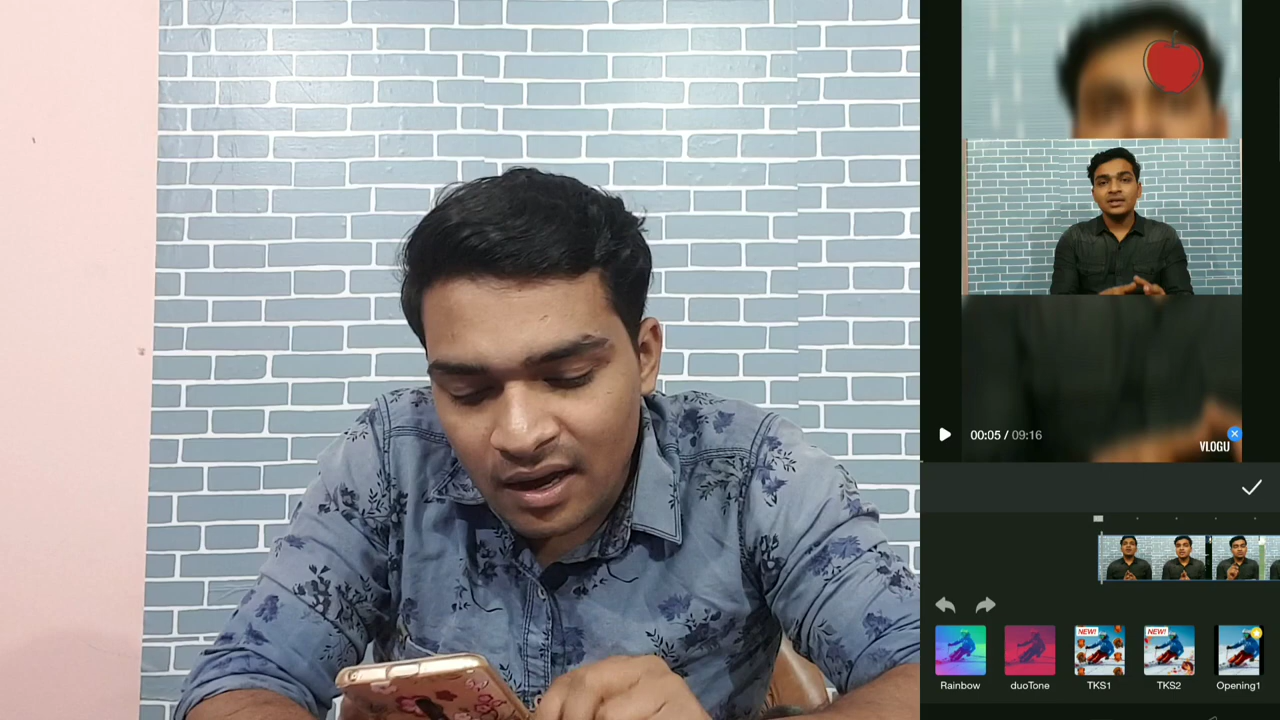 00:05 / 09:16
VLOGU
NEW!
NEW!
Rainbow
duoTone
TKS1
TKS2
Opening1